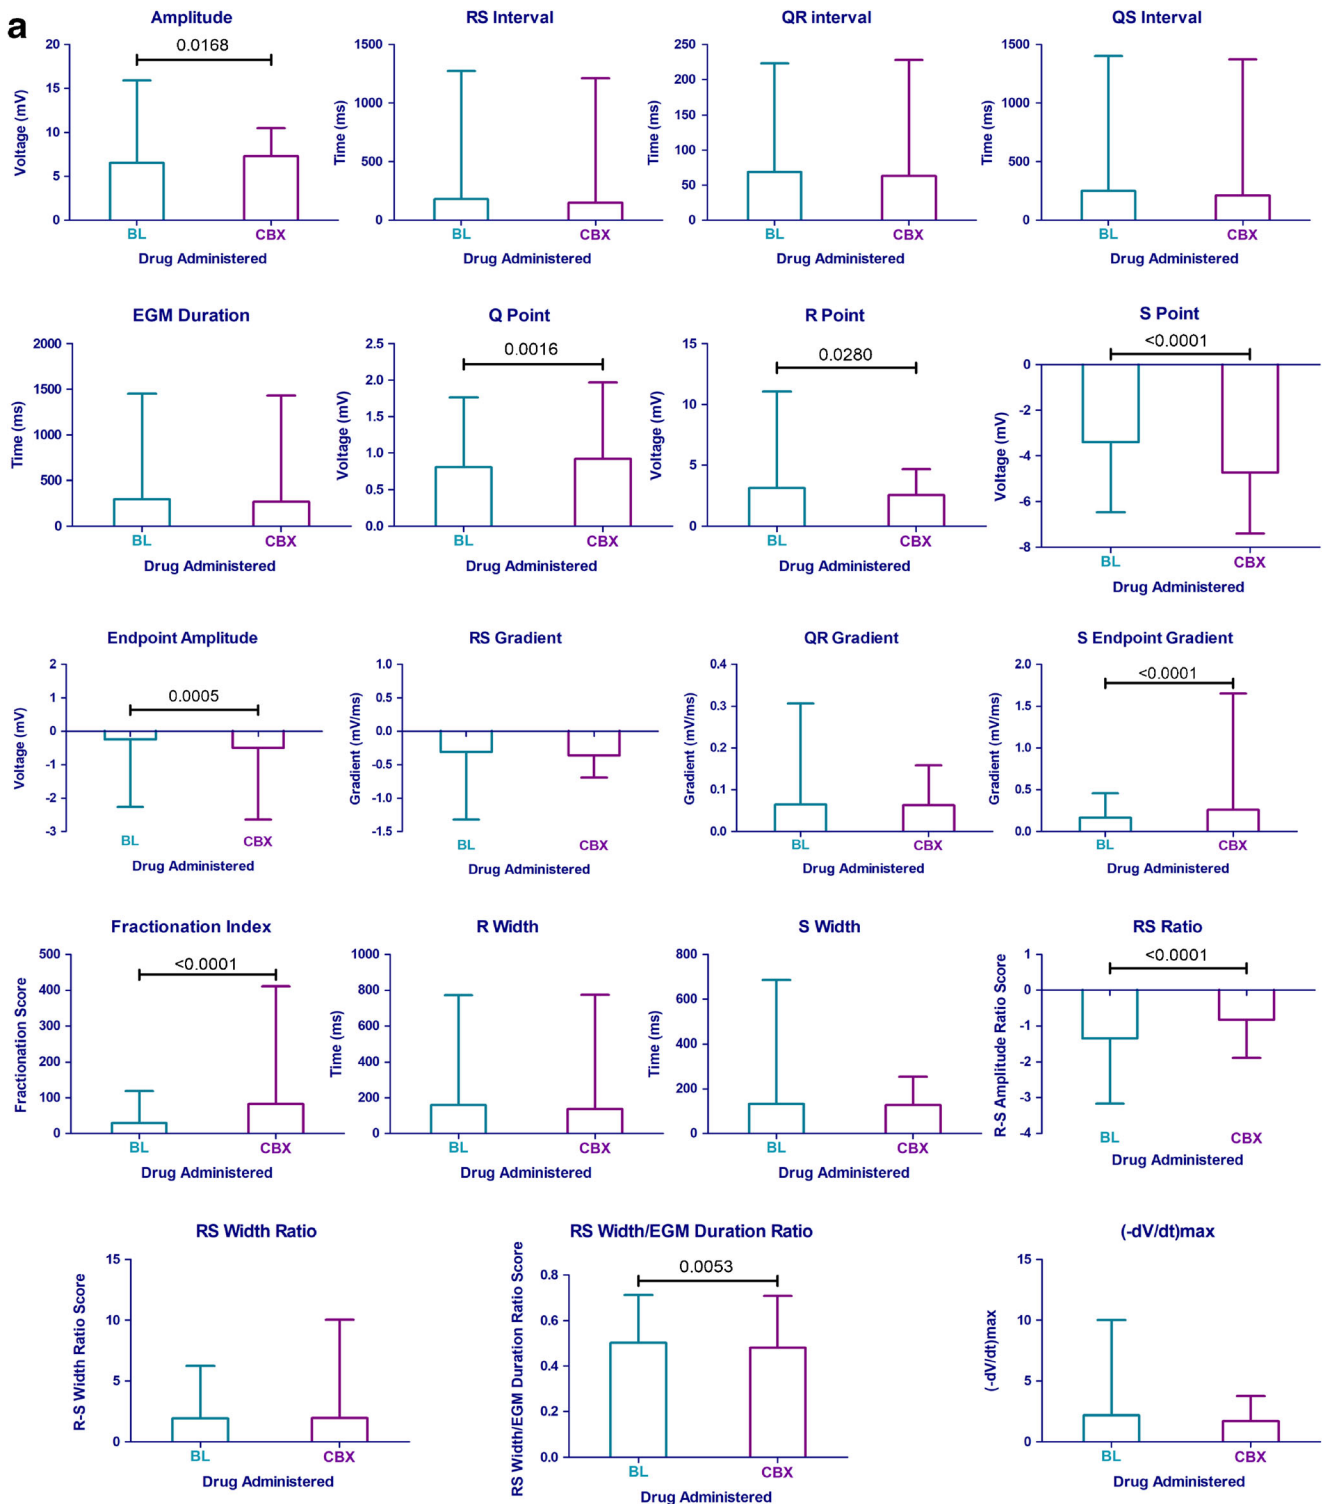 a
Amplitude
Voltage (mV)
20
15
10
5
0
0.0168
BL CBX
Drug Administered
RS Interval
Time (ms)
1500
1000
500
0
BL CBX
Drug Administered
QR interval
Time (ms)
250
200
150
100
50
0
BL CBX
Drug Administered
QS Interval
Time (ms)
1500
1000
500
0
BL CBX
Drug Administered
EGM Duration
Time (ms)
2000
1500
1000
500
0
BL CBX
Drug Administered
Q Point
Voltage (mV)
2.5
2.0
1.5
1.0
0.5
0.0
0.0016
BL CBX
Drug Administered
R Point
Voltage (mV)
15
10
5
0
0.0280
BL CBX
Drug Administered
S Point
Voltage (mV)
<0.0001
0
-2
-4
-6
-8
BL CBX
Drug Administered
Endpoint Amplitude
Voltage (mV)
2
1
0
-1
-2
-3
0.0005
BL CBX
Drug Administered
RS Gradient
Gradient (mV/ms)
1.0
0.5
0.0
-0.5
-1.0
-1.5
BL CBX
Drug Administered
QR Gradient
Gradient (mV/ms)
0.4
0.3
0.2
0.1
0.0
BL CBX
Drug Administered
S Endpoint Gradient
Gradient (mV/ms)
2.0
1.5
1.0
0.5
0.0
<0.0001
BL CBX
Drug Administered
Fractionation Index
Fractionation Score
500
400
300
200
100
0
<0.0001
BL CBX
Drug Administered
R Width
Time (ms)
1000
800
600
400
200
0
BL CBX
Drug Administered
S Width
Time (ms)
800
600
400
200
0
BL CBX
Drug Administered
RS Ratio
R-S Amplitude Ratio Score
1
0
-1
-2
-3
-4
<0.0001
BL CBX
Drug Administered
RS Width Ratio
R-S Width Ratio Score
15
10
5
0
BL CBX
Drug Administered
RS Width/EGM Duration Ratio
RS Width/EGM Duration Ratio Score
0.8
0.6
0.4
0.2
0.0
0.0053
BL CBX
Drug Administered
(-dV/dt)max
(-dV/dt)max
15
10
5
0
BL CBX
Drug Administered